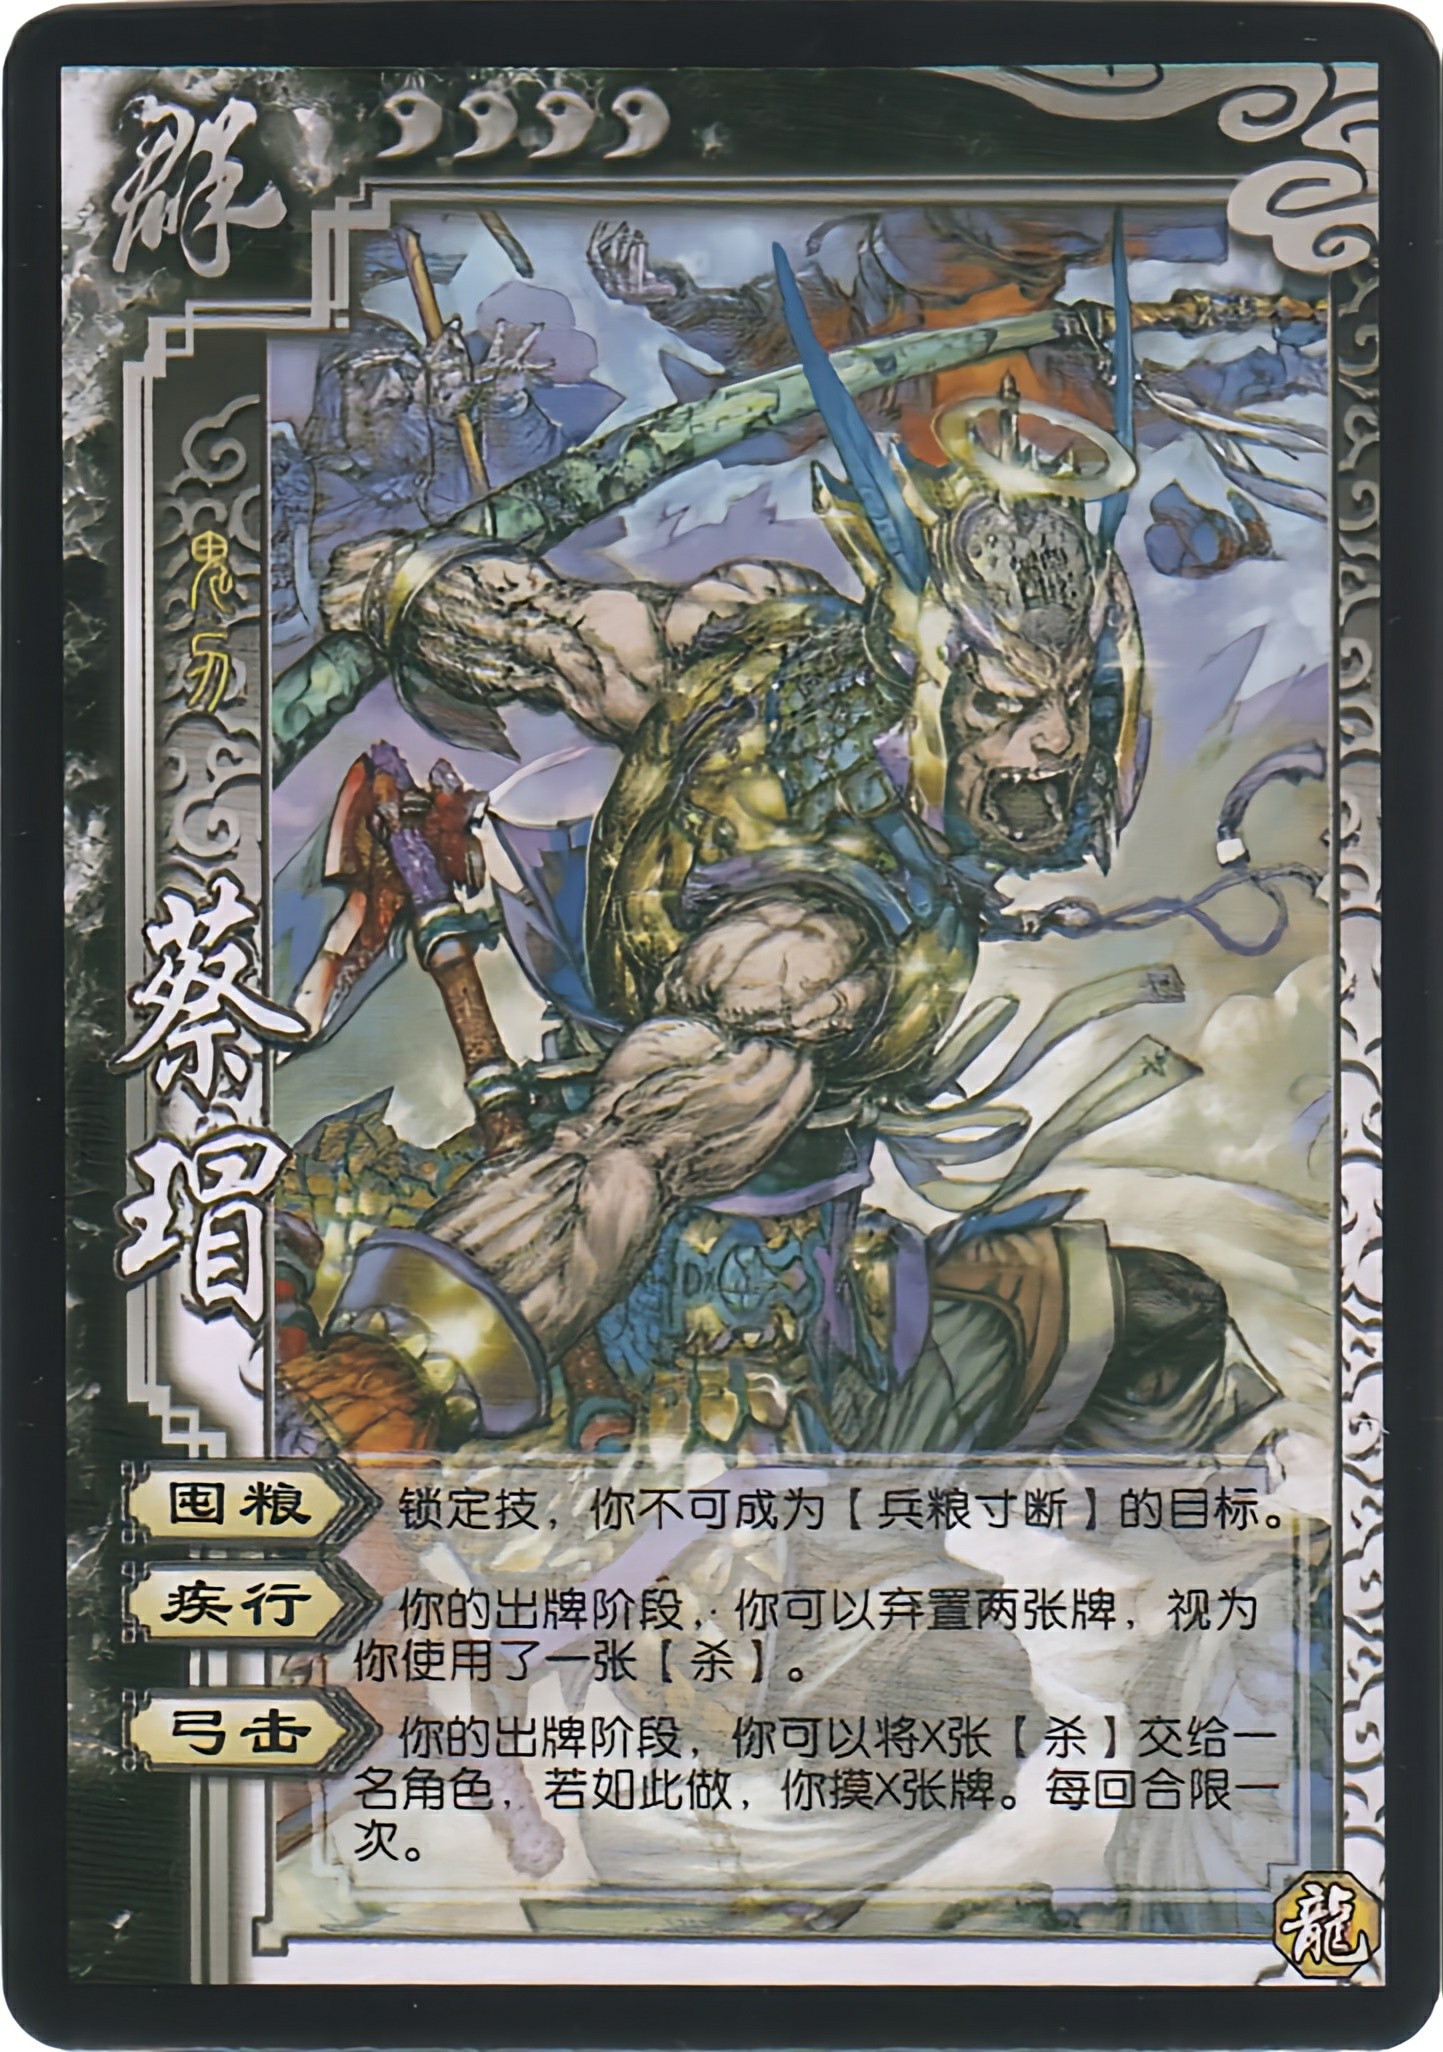 群
鬼刃
蔡瑁
囤粮
锁定技，你不可成为【兵粮寸断】的目标。
疾行
你的出牌阶段，你可以弃置两张牌，视为
你使用了一张【杀】。
弓击
你的出牌阶段，你可以将X张【杀】交给一
名角色，若如此做，你摸X张牌。每回合限一
次。
龍